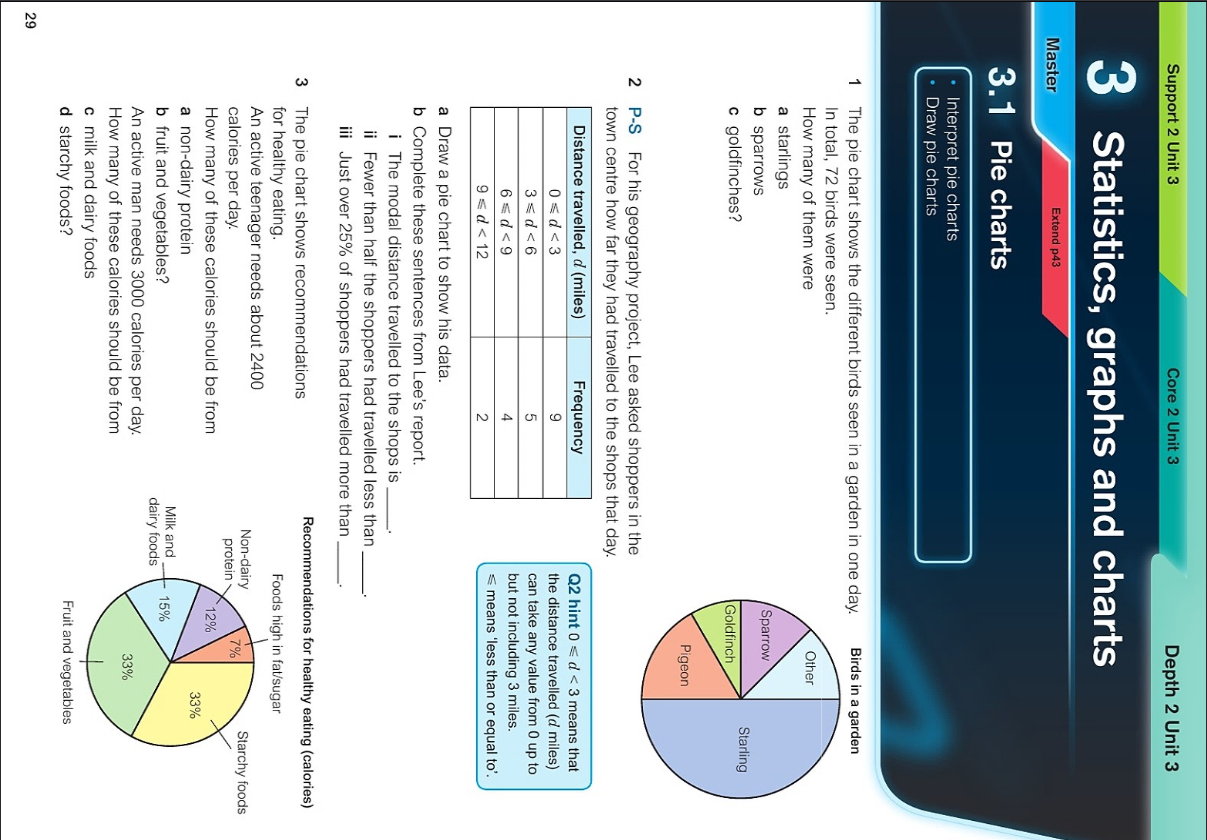 Support 2 Unit 3
Core 2 Unit 3
Depth 2 Unit 3
3 Statistics, graphs and charts
Master
Extend p43
3.1 Pie charts
• Interpret pie charts
• Draw pie charts
1 The pie chart shows the different birds seen in a garden in one day.
In total, 72 birds were seen.
How many of them were
a starlings
b sparrows
c goldfinches?
Birds in a garden
Other
Sparrow
Starling
Goldfinch
Pigeon
2 P-S For his geography project, Lee asked shoppers in the
town centre how far they had travelled to the shops that day.
Distance travelled, d (miles) Frequency
0 ⩽ d < 3 9
3 ⩽ d < 6 5
6 ⩽ d < 9 4
9 ⩽ d < 12 2
Q2 hint 0 ⩽ d < 3 means that
the distance travelled (d miles)
can take any value from 0 up to
but not including 3 miles.
⩽ means 'less than or equal to'.
a Draw a pie chart to show his data.
b Complete these sentences from Lee's report.
i The modal distance travelled to the shops is _____.
ii Fewer than half the shoppers had travelled less than _____.
iii Just over 25% of shoppers had travelled more than _____.
3 The pie chart shows recommendations
for healthy eating.
An active teenager needs about 2400
calories per day.
How many of these calories should be from
a non-dairy protein
b fruit and vegetables?
An active man needs 3000 calories per day.
How many of these calories should be from
c milk and dairy foods
d starchy foods?
Recommendations for healthy eating (calories)
Foods high in fat/sugar
Non-dairy
protein
Starchy foods
7%
12%
33%
Milk and
dairy foods
15%
33%
Fruit and vegetables
29